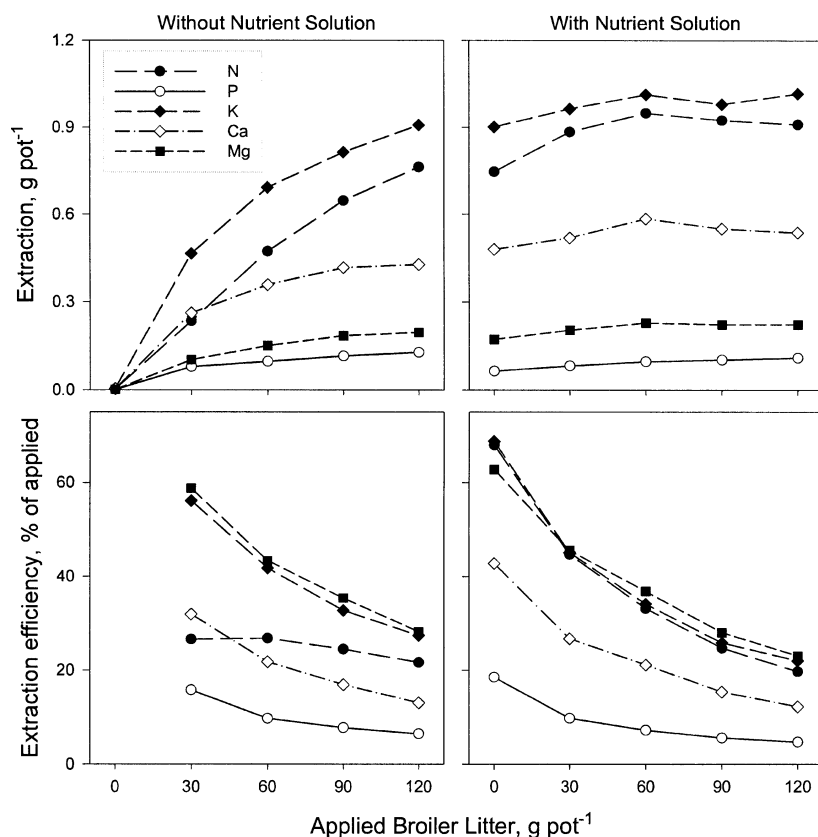 Without Nutrient Solution
With Nutrient Solution
1.2
0.9
0.6
0.3
0.0
Extraction, g pot⁻¹
N
P
K
Ca
Mg
60
40
20
0
Extraction efficiency, % of applied
0 30 60 90 120
0 30 60 90 120
Applied Broiler Litter, g pot⁻¹